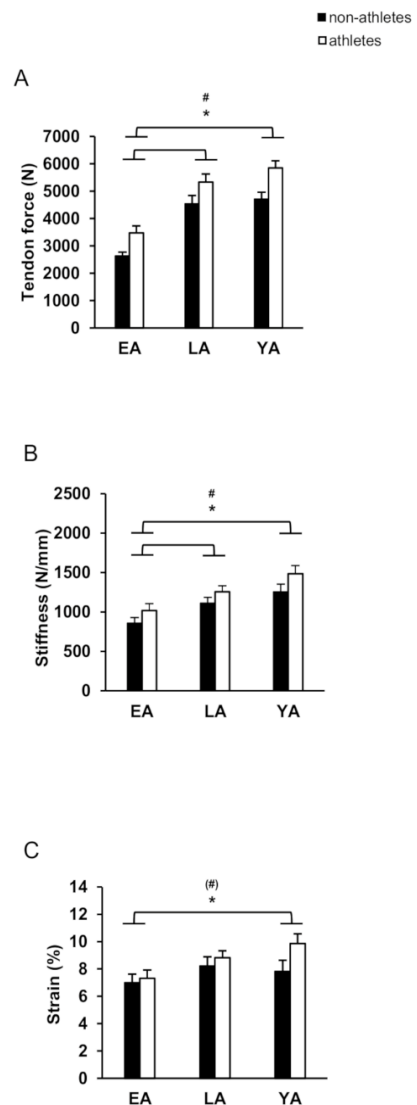 non-athletes
athletes
A
#
*
7000
6000
5000
4000
3000
2000
1000
0
Tendon force (N)
EA LA YA
B
#
*
2500
2000
1500
1000
500
0
Stiffness (N/mm)
EA LA YA
C
(#)
*
14
12
10
8
6
4
2
0
Strain (%)
EA LA YA